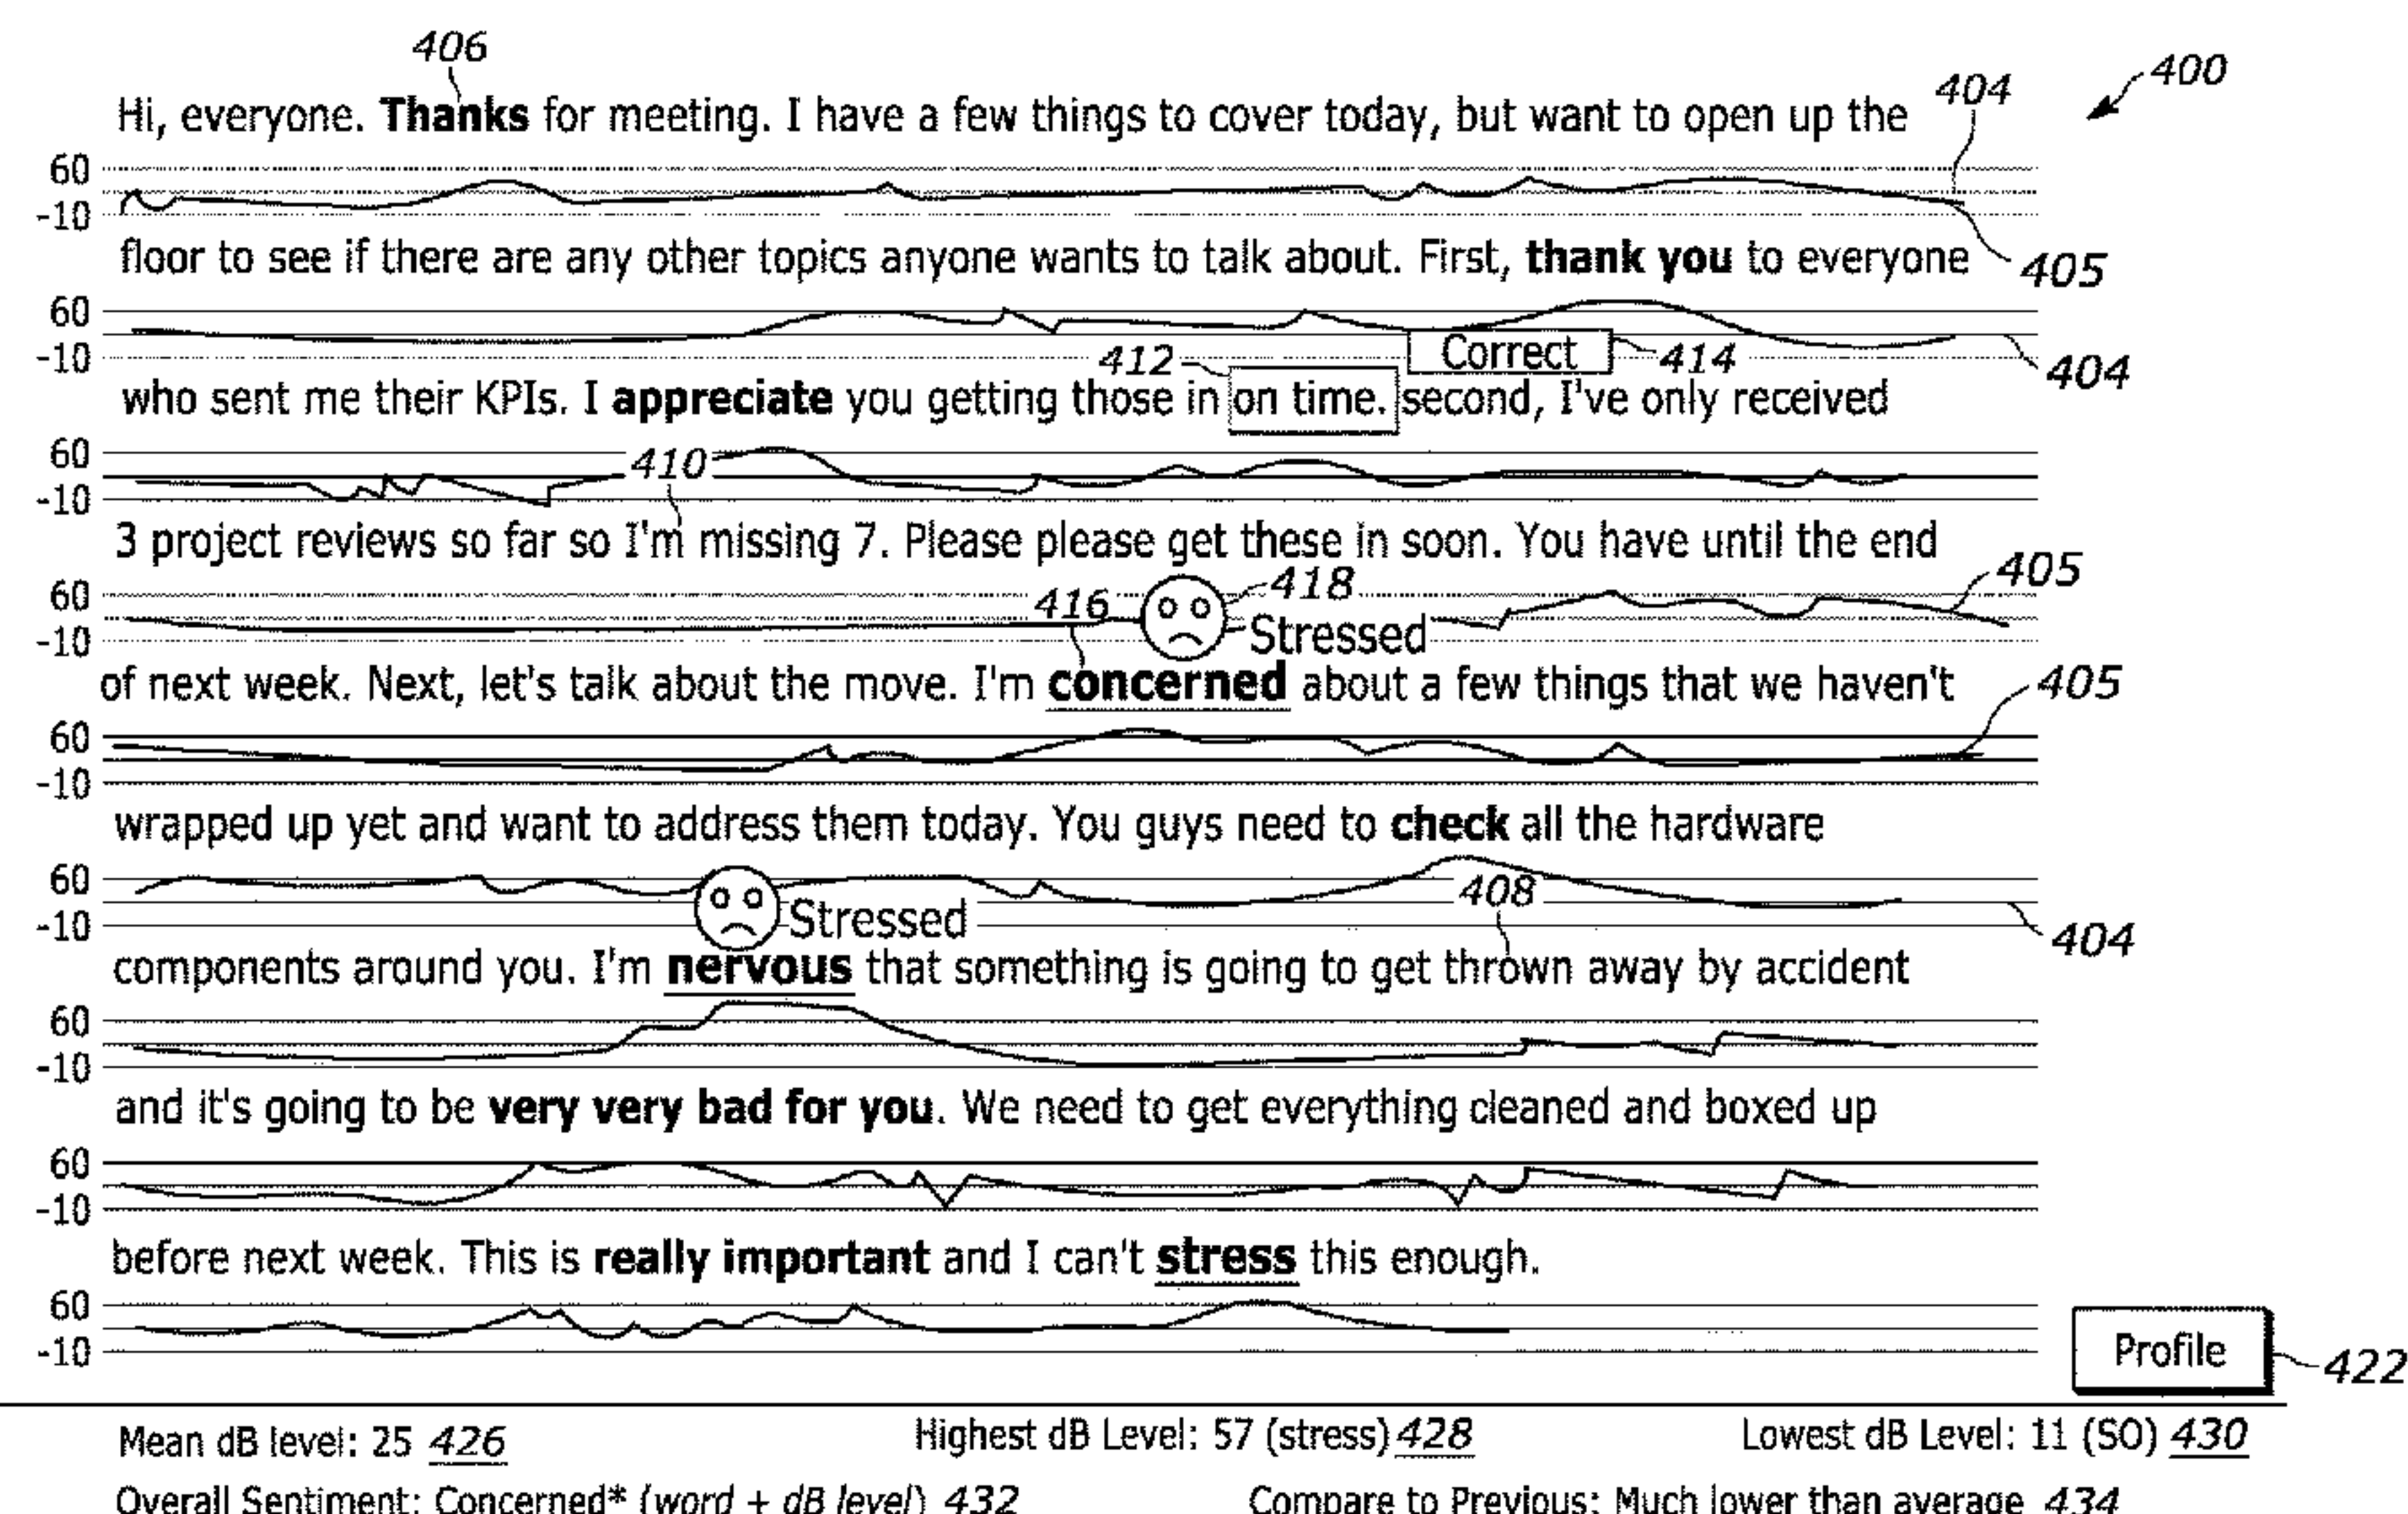 406
Hi, everyone. Thanks for meeting. I have a few things to cover today, but want to open up the
404
400
60
-10
floor to see if there are any other topics anyone wants to talk about. First, thank you to everyone
405
60
-10
412
Correct
414
404
who sent me their KPIs. I appreciate you getting those in on time. second, I've only received
60
410
-10
3 project reviews so far so I'm missing 7. Please please get these in soon. You have until the end
405
60
416
418
-10
Stressed
of next week. Next, let's talk about the move. I'm concerned about a few things that we haven't
405
60
-10
wrapped up yet and want to address them today. You guys need to check all the hardware
60
408
-10
Stressed
404
components around you. I'm nervous that something is going to get thrown away by accident
60
-10
and it's going to be very very bad for you. We need to get everything cleaned and boxed up
60
-10
before next week. This is really important and I can't stress this enough.
60
-10
Profile
422
Mean dB level: 25 426
Highest dB Level: 57 (stress) 428
Lowest dB Level: 11 (SO) 430
Overall Sentiment: Concerned* (word + dB level) 432
Compare to Previous: Much lower than average 434